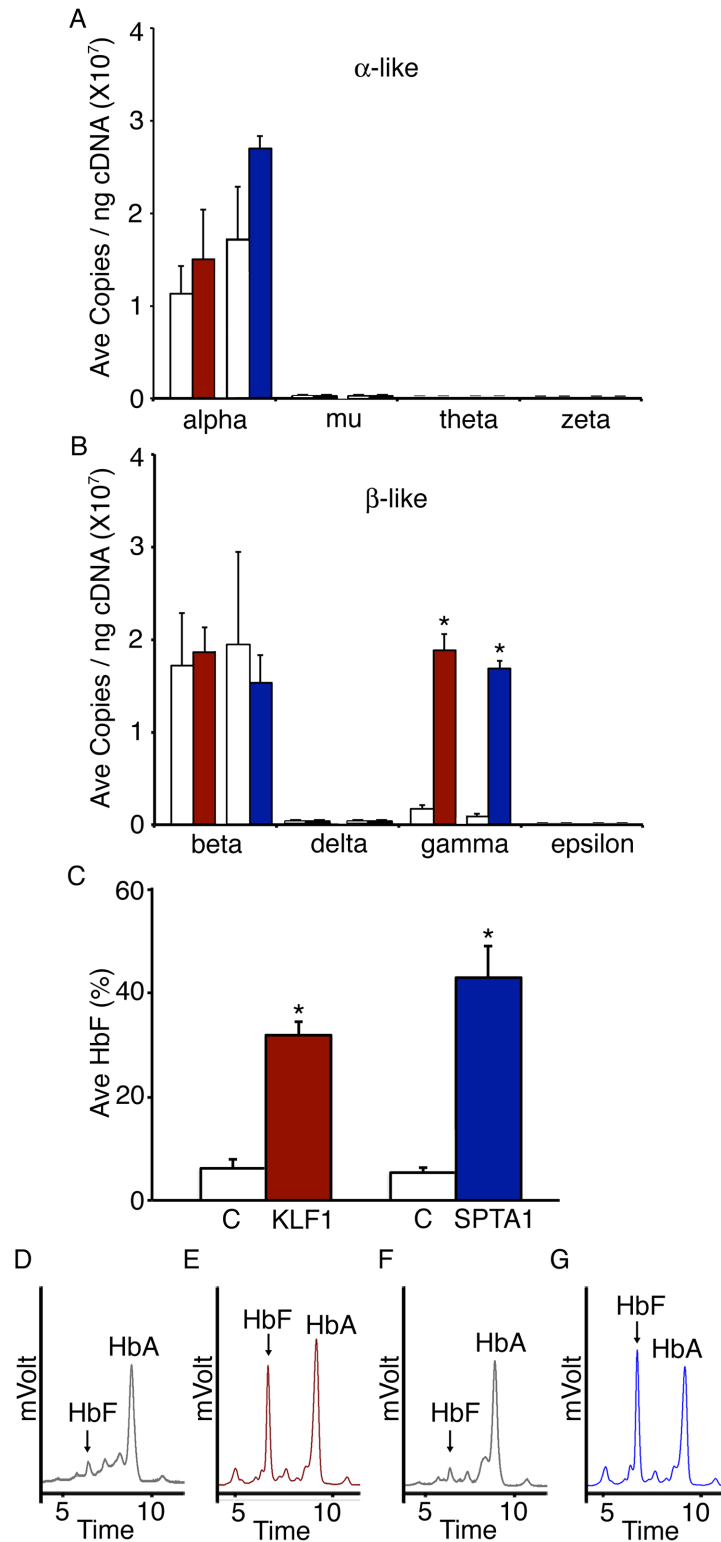 A
Ave Copies / ng cDNA (X10⁷)
α-like
4
3
2
1
0
alpha mu theta zeta
B
Ave Copies / ng cDNA (X10⁷)
β-like
4
3
2
1
0
* *
beta delta gamma epsilon
C
Ave HbF (%)
60
40
20
0
* *
C KLF1 C SPTA1
D
mVolt
HbF
HbA
5 10
Time
E
mVolt
HbF
HbA
5 10
Time
F
mVolt
HbF
HbA
5 10
Time
G
mVolt
HbF
HbA
5 10
Time